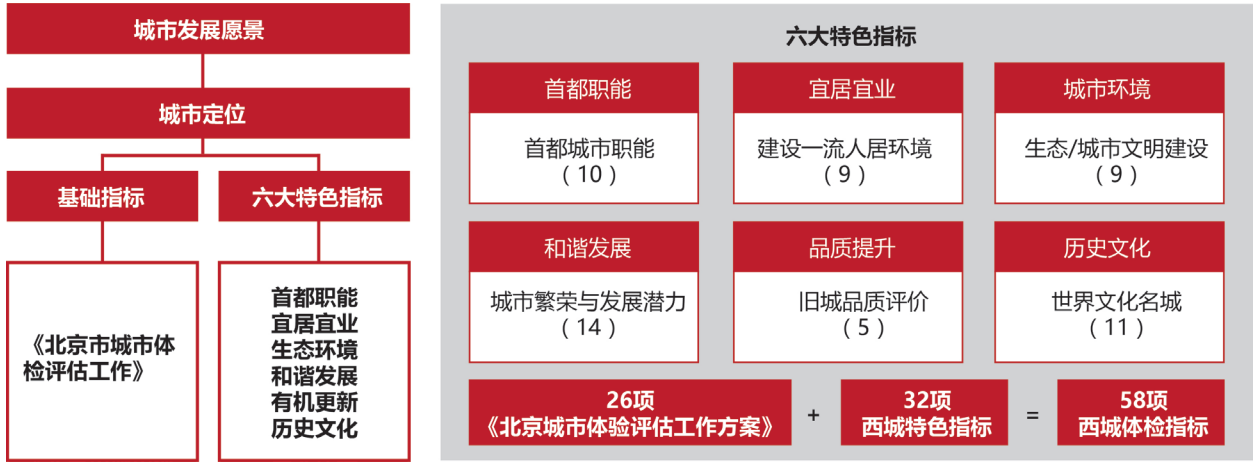 城市发展愿景
城市定位
基础指标
六大特色指标
《北京市城市体
检评估工作》
首都职能
宜居宜业
生态环境
和谐发展
有机更新
历史文化
六大特色指标
首都职能
首都城市职能
（10）
宜居宜业
建设一流人居环境
（9）
城市环境
生态/城市文明建设
（9）
和谐发展
城市繁荣与发展潜力
（14）
品质提升
旧城品质评价
（5）
历史文化
世界文化名城
（11）
26项
《北京城市体验评估工作方案》
+
32项
西城特色指标
=
58项
西城体检指标